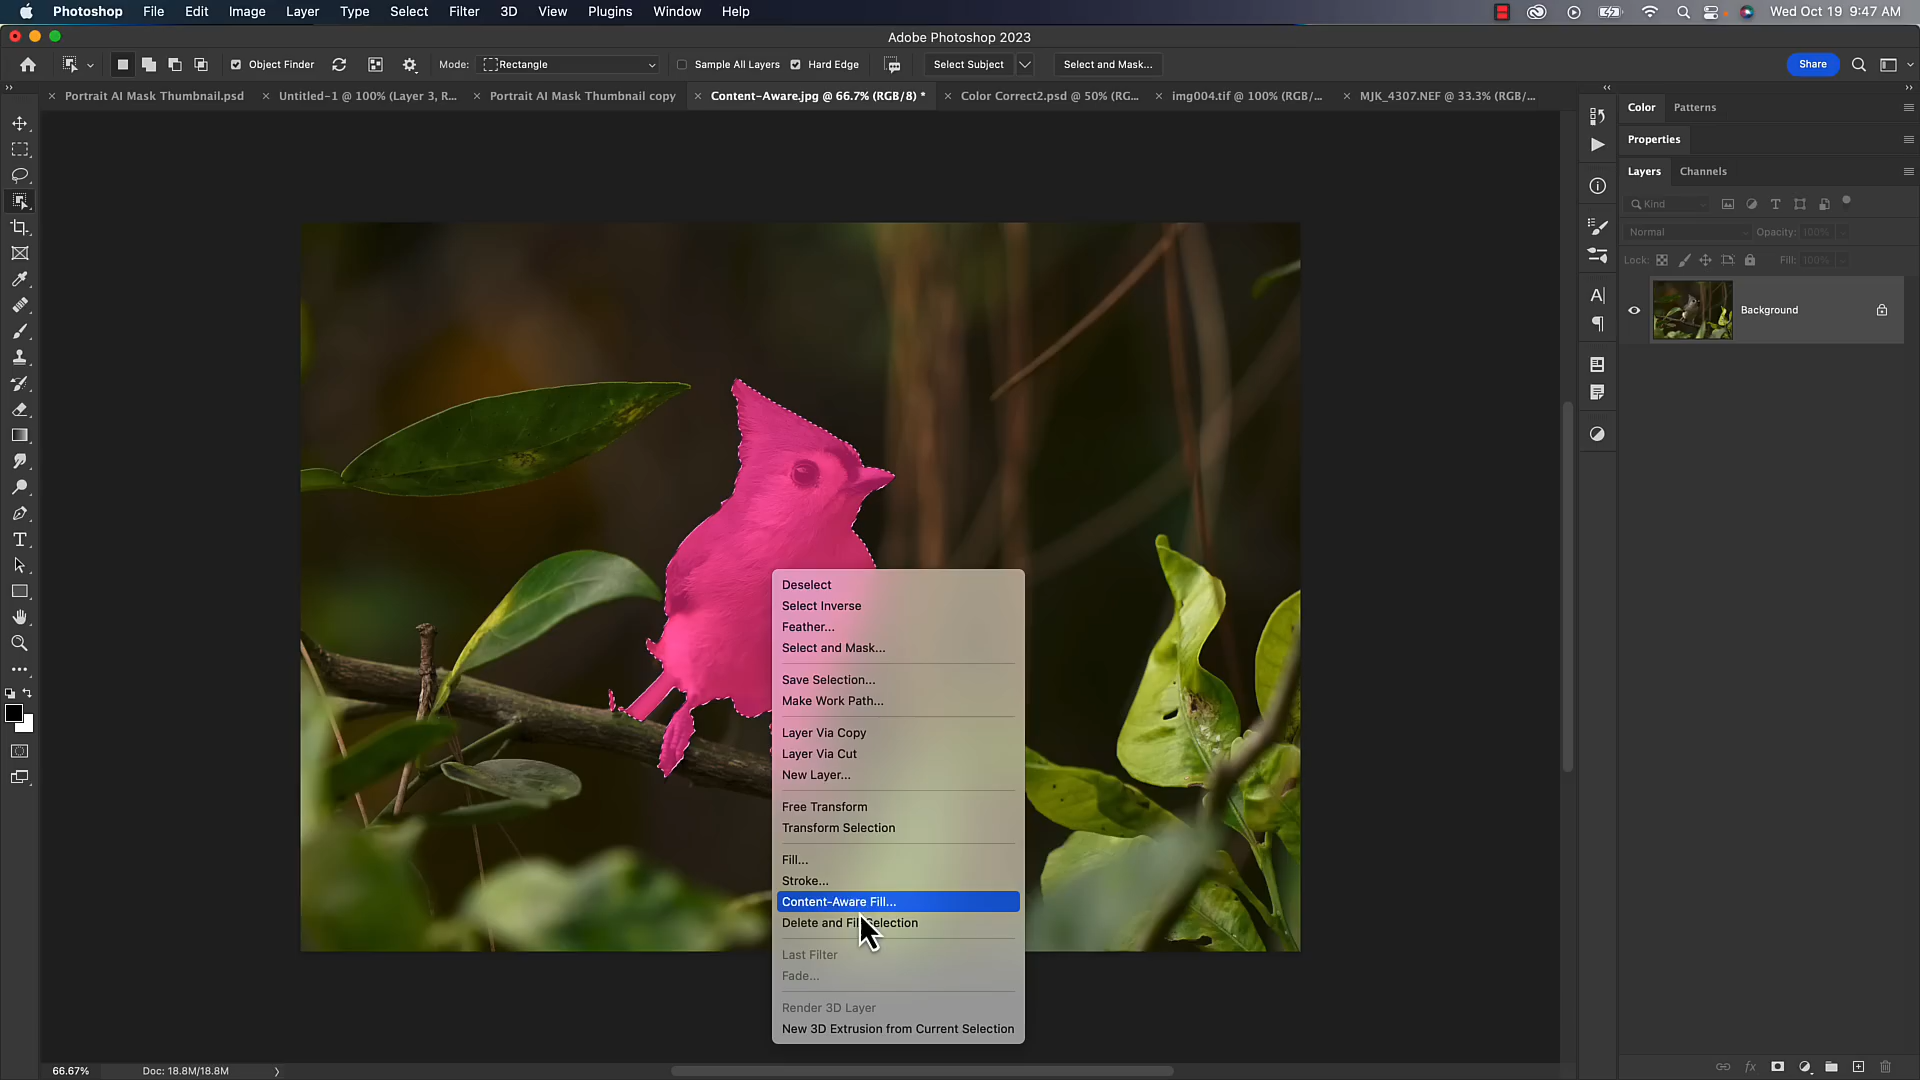 Photoshop File Edit Image Layer Type Select Filter 3D View Plugins Window Help Wed Oct 19 9:47 AM
Adobe Photoshop 2023
Object Finder Mode: Rectangle Sample All Layers Hard Edge Select Subject Select and Mask... Share
Portrait AI Mask Thumbnail.psd Untitled-1 @ 100% (Layer 3, R... Portrait AI Mask Thumbnail copy Content-Aware.jpg @ 66.7% (RGB/8) * Color Correct2.psd @ 50% (RG... img004.tif @ 100% (RGB/... MJK_4307.NEF @ 33.3% (RGB/...
Color Patterns
Properties
Layers Channels
Kind
Normal Opacity: 100%
Lock: Fill: 100%
Background
Deselect
Select Inverse
Feather...
Select and Mask...
Save Selection...
Make Work Path...
Layer Via Copy
Layer Via Cut
New Layer...
Free Transform
Transform Selection
Fill...
Stroke...
Content-Aware Fill...
Delete and Fill Selection
Last Filter
Fade...
Render 3D Layer
New 3D Extrusion from Current Selection
66.67% Doc: 18.8M/18.8M